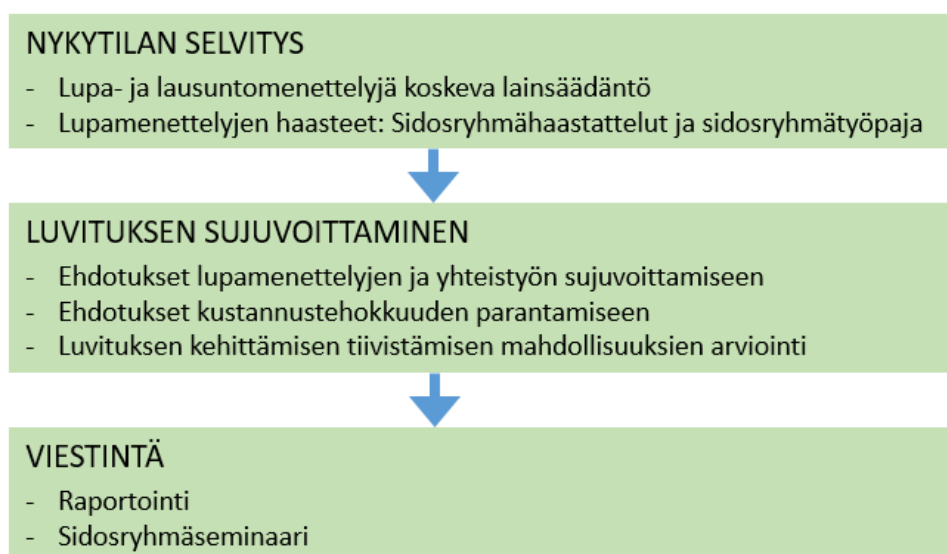 NYKYTILAN SELVITYS
- Lupa- ja lausuntomenettelyjä koskeva lainsäädäntö
- Lupamenettelyjen haasteet: Sidosryhmähaastattelut ja sidosryhmätyöpaja
LUVITUKSEN SUJUVOITTAMINEN
- Ehdotukset lupamenettelyjen ja yhteistyön sujuvoittamiseen
- Ehdotukset kustannustehokkuuden parantamiseen
- Luvituksen kehittämisen tiivistämisen mahdollisuuksien arviointi
VIESTINTÄ
- Raportointi
- Sidosryhmäseminaari